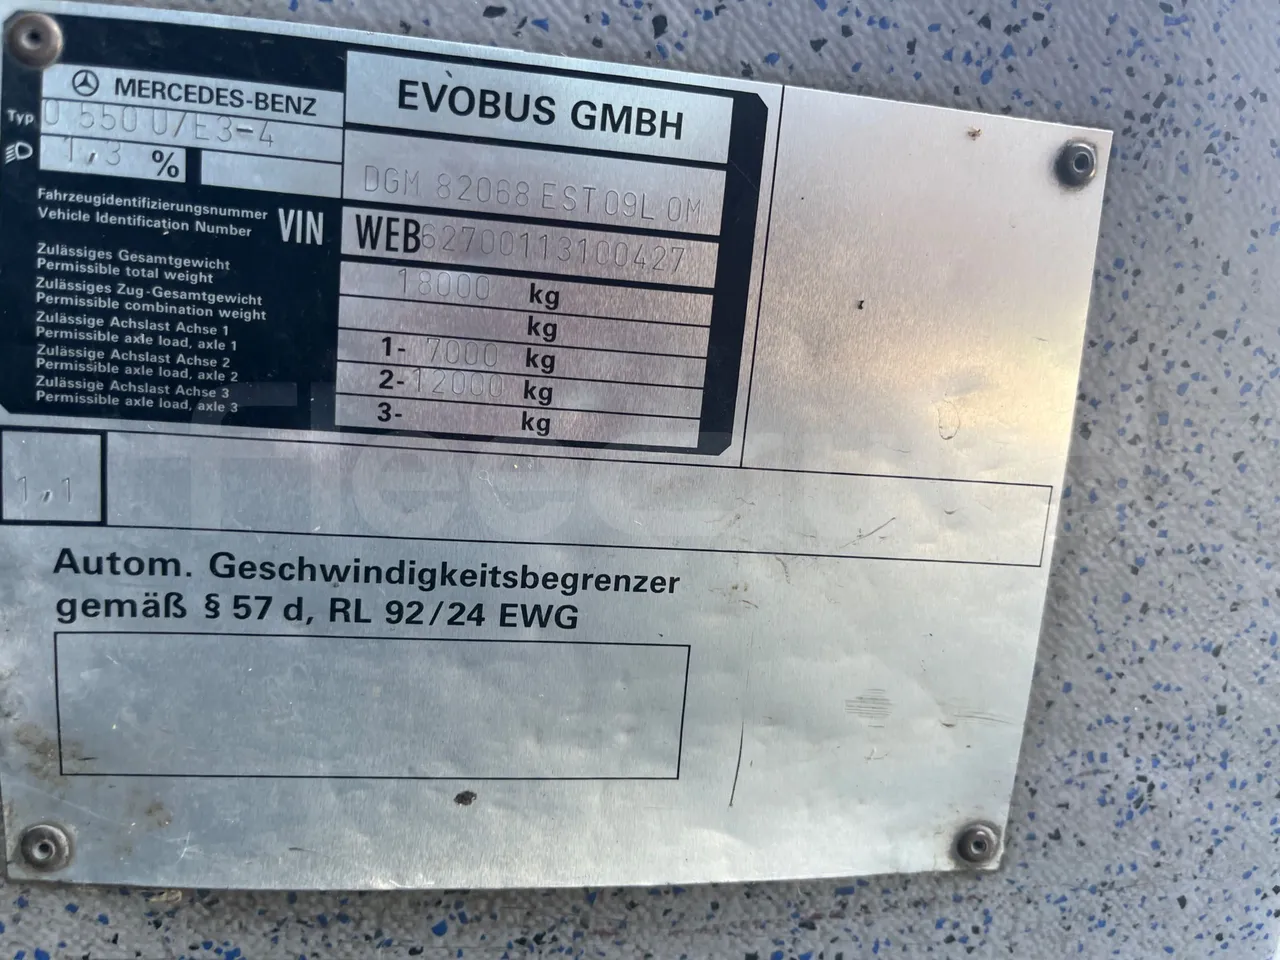 MERCEDES-BENZ
EVOBUS GMBH
Typ O 550 U/E3-4
1,3 %
DGM 82068 EST 09L OM
Fahrzeugidentifizierungsnummer
Vehicle Identification Number
VIN WEB62700113100427
Zulässiges Gesamtgewicht
Permissible total weight
18000 kg
Zulässiges Zug-Gesamtgewicht
Permissible combination weight
kg
Zulässige Achslast Achse 1
Permissible axle load, axle 1
1- 7000 kg
Zulässige Achslast Achse 2
Permissible axle load, axle 2
2- 12000 kg
Zulässige Achslast Achse 3
Permissible axle load, axle 3
3- kg
1,1
Autom. Geschwindigkeitsbegrenzer
gemäß § 57 d, RL 92/24 EWG